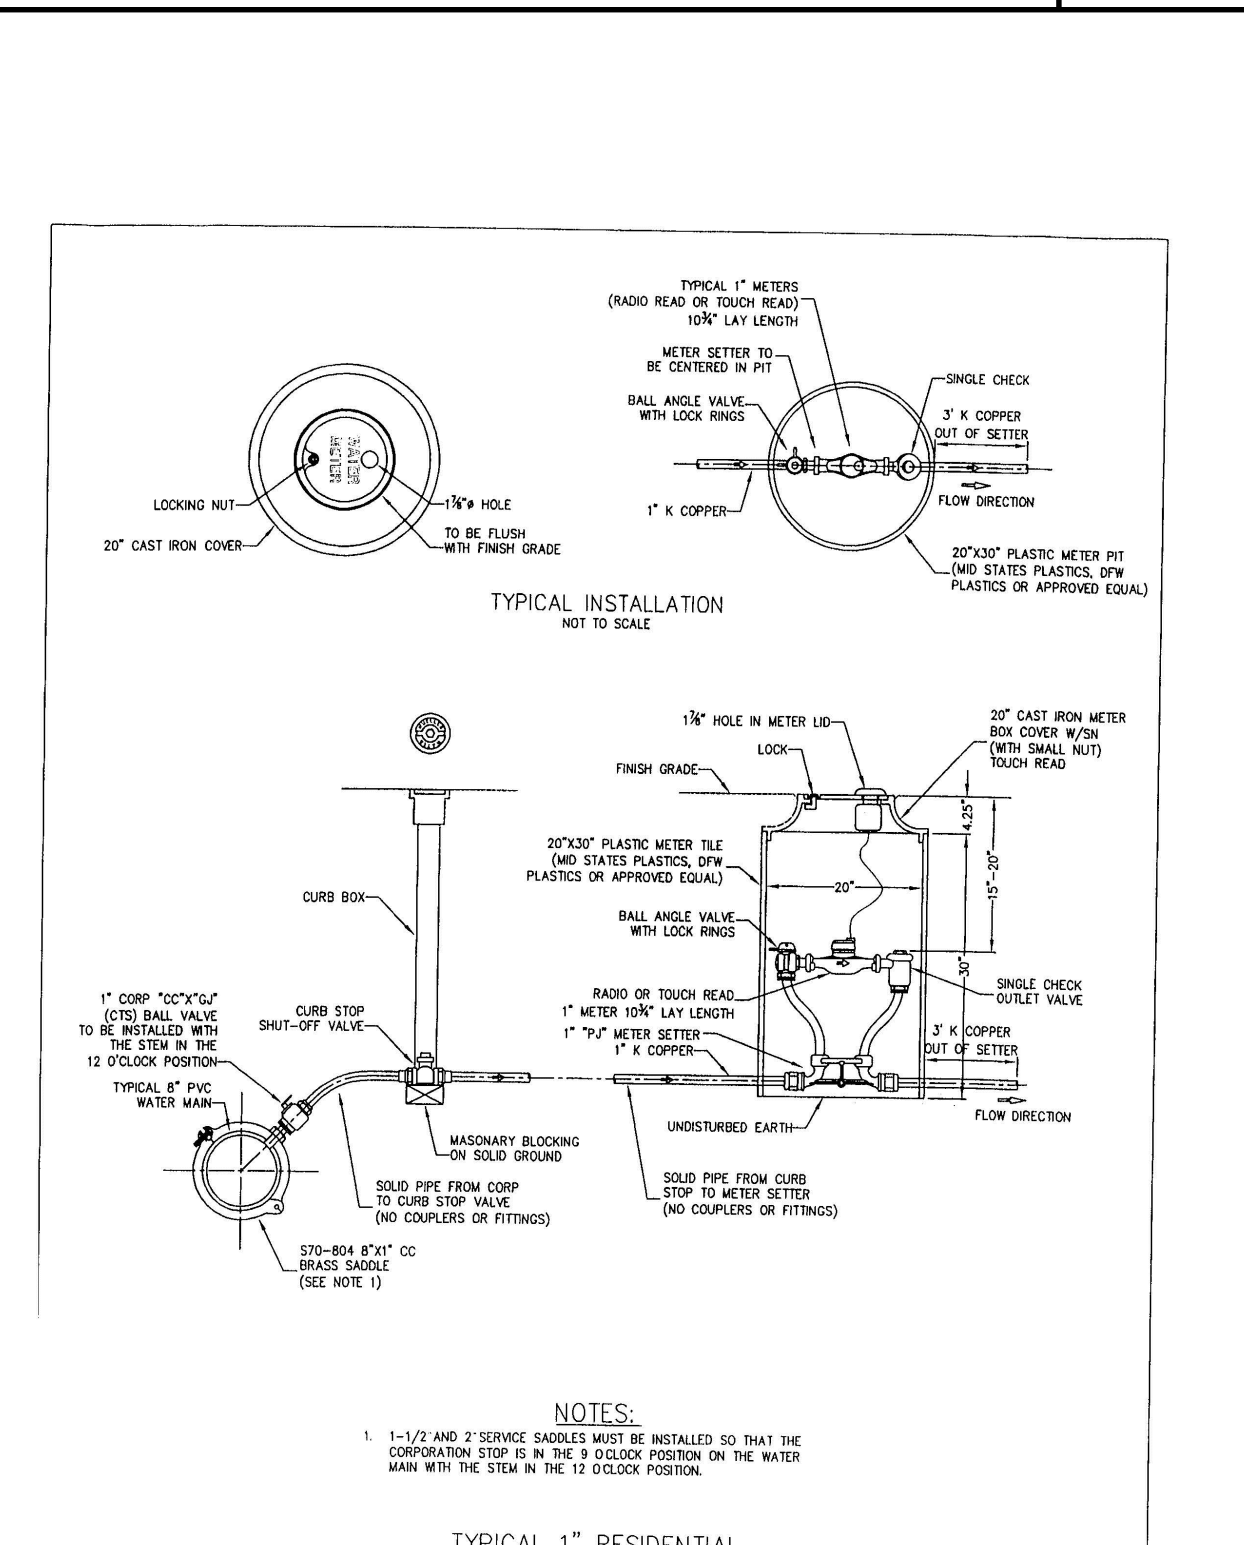 TYPICAL 1" METERS
(RADIO READ OR TOUCH READ)
10¾" LAY LENGTH
METER SETTER TO
BE CENTERED IN PIT
BALL ANGLE VALVE
WITH LOCK RINGS
SINGLE CHECK
3' K COPPER
OUT OF SETTER
FLOW DIRECTION
1" K COPPER
20"X30" PLASTIC METER PIT
(MID STATES PLASTICS, DFW
PLASTICS OR APPROVED EQUAL)
WATER
METER
LOCKING NUT
20" CAST IRON COVER
1⅞"ø HOLE
TO BE FLUSH
WITH FINISH GRADE
TYPICAL INSTALLATION
NOT TO SCALE
1⅞" HOLE IN METER LID
LOCK
FINISH GRADE
20" CAST IRON METER
BOX COVER W/SN
(WITH SMALL NUT)
TOUCH READ
4.25"
15"-20"
20"X30" PLASTIC METER TILE
(MID STATES PLASTICS, DFW
PLASTICS OR APPROVED EQUAL)
20"
CURB BOX
BALL ANGLE VALVE
WITH LOCK RINGS
30"
SINGLE CHECK
OUTLET VALVE
RADIO OR TOUCH READ
1" METER 10¾" LAY LENGTH
1" "PJ" METER SETTER
1" K COPPER
3' K COPPER
OUT OF SETTER
1" CORP "CC"X"GJ"
(CTS) BALL VALVE
TO BE INSTALLED WITH
THE STEM IN THE
12 O'CLOCK POSITION
CURB STOP
SHUT-OFF VALVE
TYPICAL 8" PVC
WATER MAIN
FLOW DIRECTION
UNDISTURBED EARTH
MASONARY BLOCKING
ON SOLID GROUND
SOLID PIPE FROM CORP
TO CURB STOP VALVE
(NO COUPLERS OR FITTINGS)
SOLID PIPE FROM CURB
STOP TO METER SETTER
(NO COUPLERS OR FITTINGS)
S70-804 8"X1" CC
BRASS SADDLE
(SEE NOTE 1)
NOTES:
1. 1-1/2" AND 2" SERVICE SADDLES MUST BE INSTALLED SO THAT THE
CORPORATION STOP IS IN THE 9 OCLOCK POSITION ON THE WATER
MAIN WITH THE STEM IN THE 12 OCLOCK POSITION.
TYPICAL 1" RESIDENTIAL